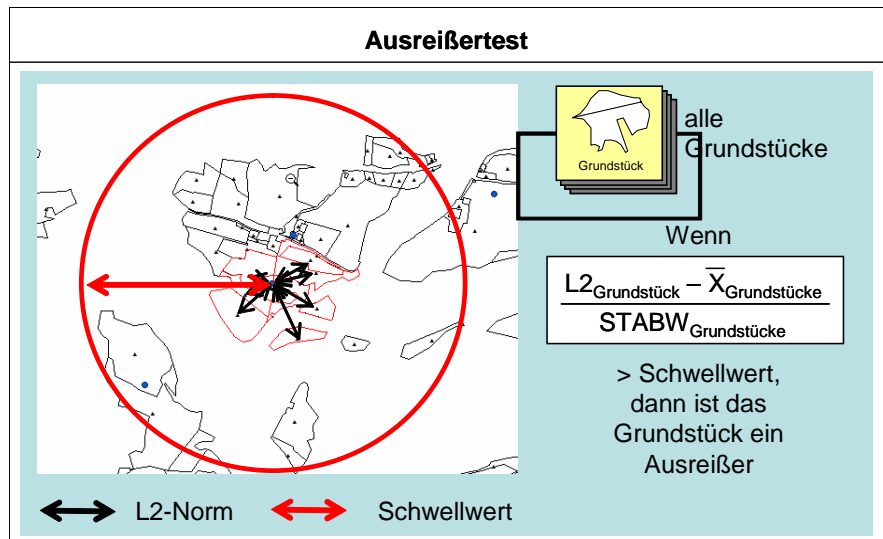 Ausreißertest
Grundstück
alle
Grundstücke
Wenn
L2Grundstück – X̅Grundstücke
STABWGrundstücke
> Schwellwert,
dann ist das
Grundstück ein
Ausreißer
L2-Norm
Schwellwert